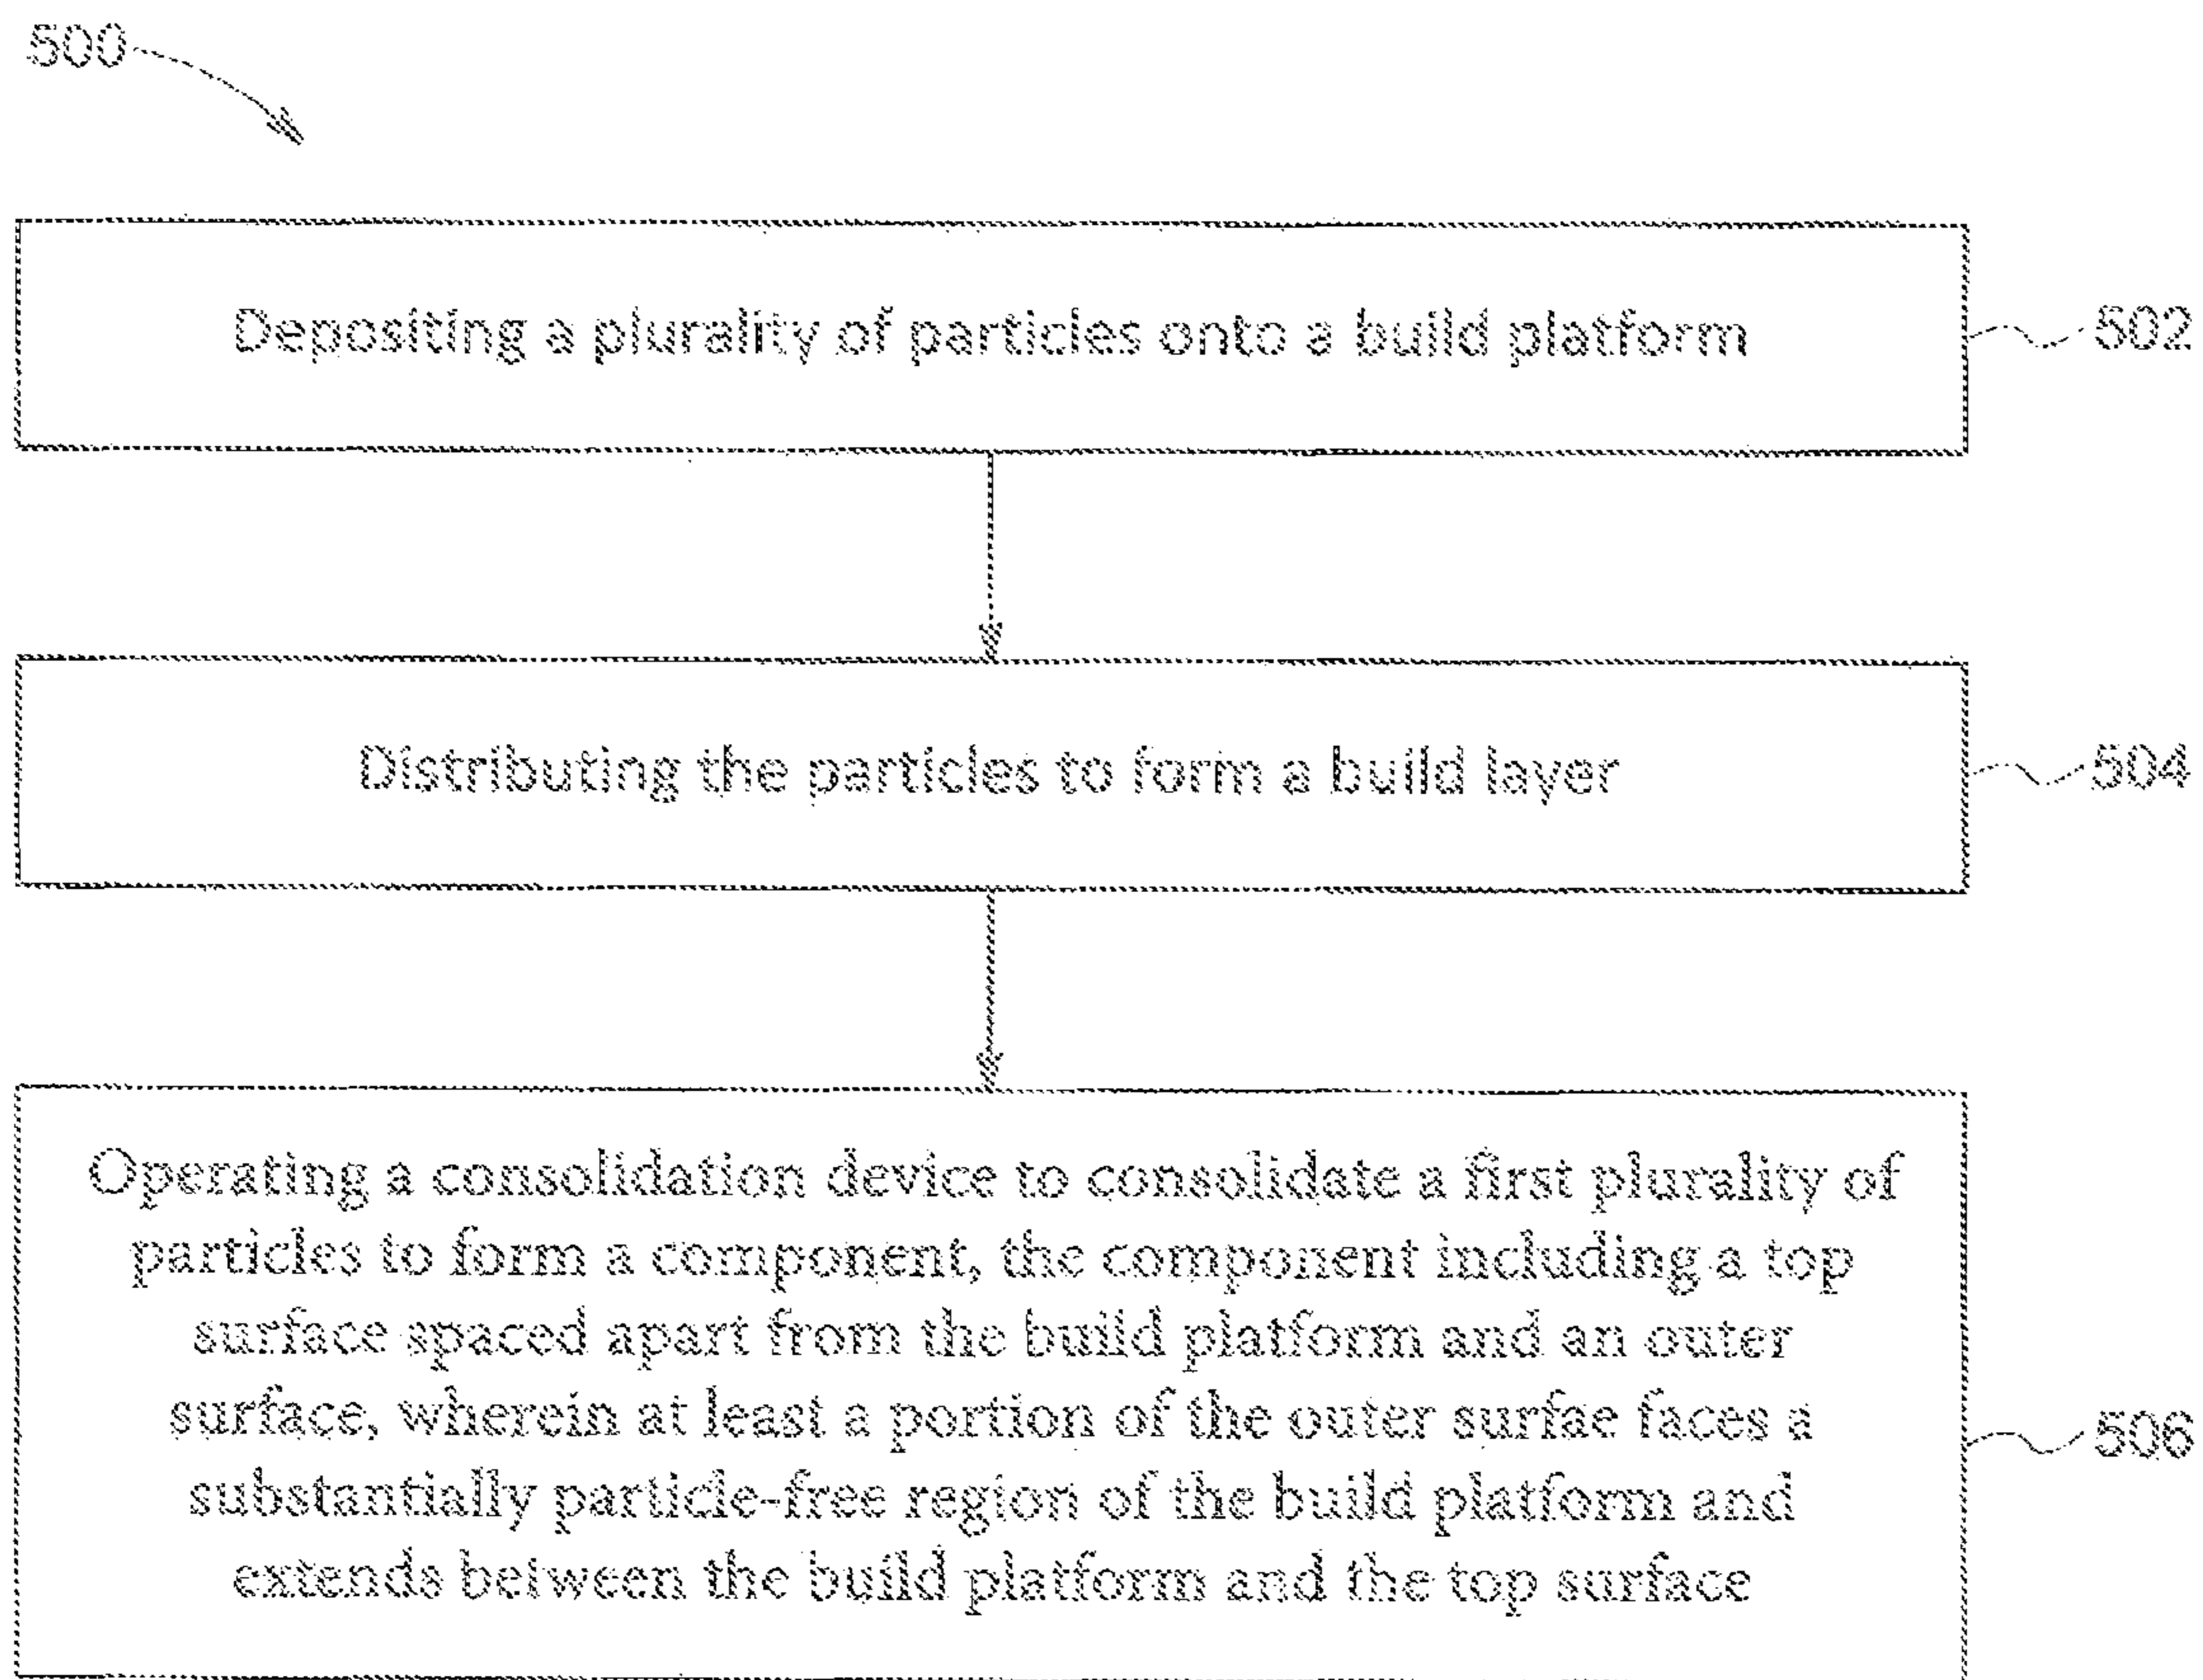 500
Depositing a plurality of particles onto a build platform
502
Distributing the particles to form a build layer
504
Operating a consolidation device to consolidate a first plurality of
particles to form a component, the component including a top
surface spaced apart from the build platform and an outer
surface, wherein at least a portion of the outer surfae faces a
substantially particle-free region of the build platform and
extends between the build platform and the top surface
506